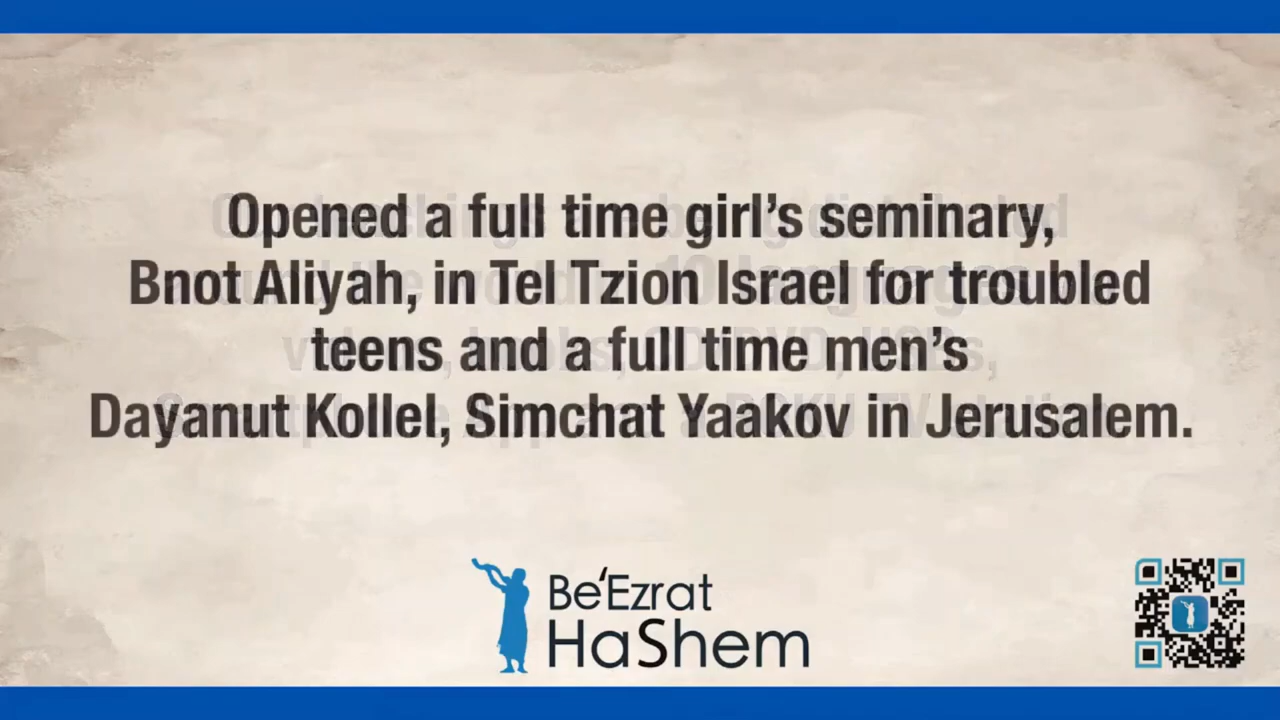 Opened a full time girl's seminary,
Bnot Aliyah, in Tel Tzion Israel for troubled
teens and a full time men's
Dayanut Kollel, Simchat Yaakov in Jerusalem.
Be'Ezrat
HaShem